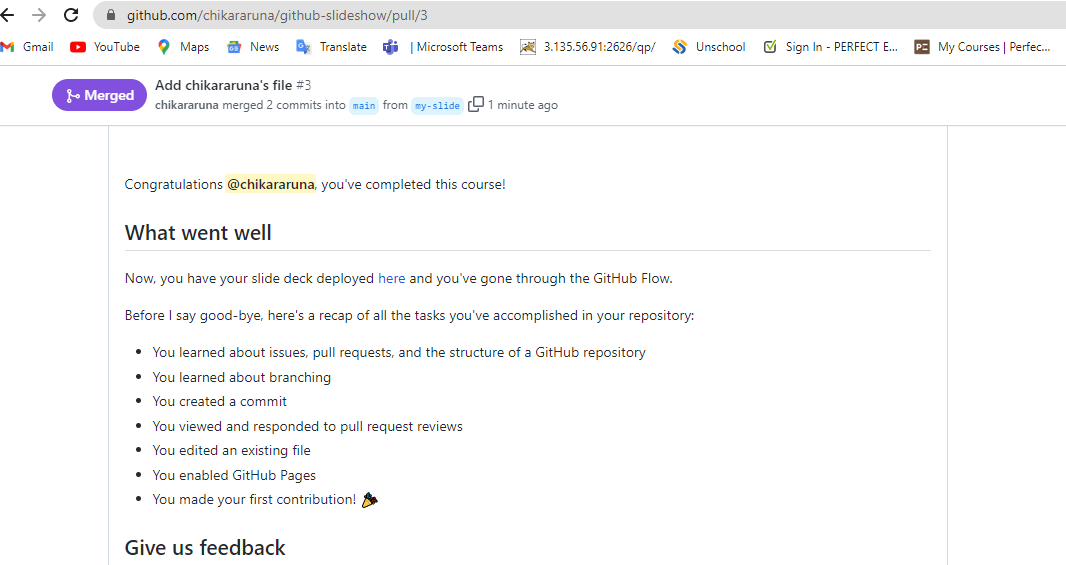 github.com/chikararuna/github-slideshow/pull/3
Gmail YouTube Maps News Translate | Microsoft Teams 3.135.56.91:2626/qp/ Unschool Sign In - PERFECT E... PE My Courses | Perfec...
Merged Add chikararuna's file #3
chikararuna merged 2 commits into main from my-slide 1 minute ago
Congratulations @chikararuna, you've completed this course!
What went well
Now, you have your slide deck deployed here and you've gone through the GitHub Flow.
Before I say good-bye, here's a recap of all the tasks you've accomplished in your repository:
• You learned about issues, pull requests, and the structure of a GitHub repository
• You learned about branching
• You created a commit
• You viewed and responded to pull request reviews
• You edited an existing file
• You enabled GitHub Pages
• You made your first contribution! 🎉
Give us feedback